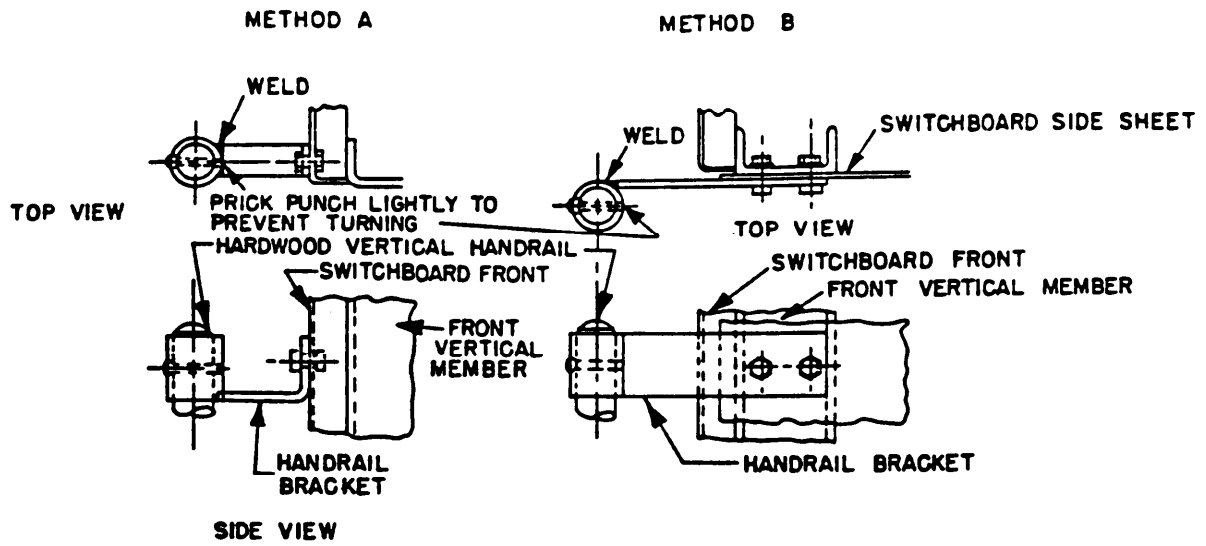 METHOD A
METHOD B
WELD
SWITCHBOARD SIDE SHEET
WELD
TOP VIEW
PRICK PUNCH LIGHTLY TO
PREVENT TURNING
TOP VIEW
HARDWOOD VERTICAL HANDRAIL
SWITCHBOARD FRONT
SWITCHBOARD FRONT
FRONT VERTICAL MEMBER
FRONT
VERTICAL
MEMBER
HANDRAIL
BRACKET
HANDRAIL BRACKET
SIDE VIEW